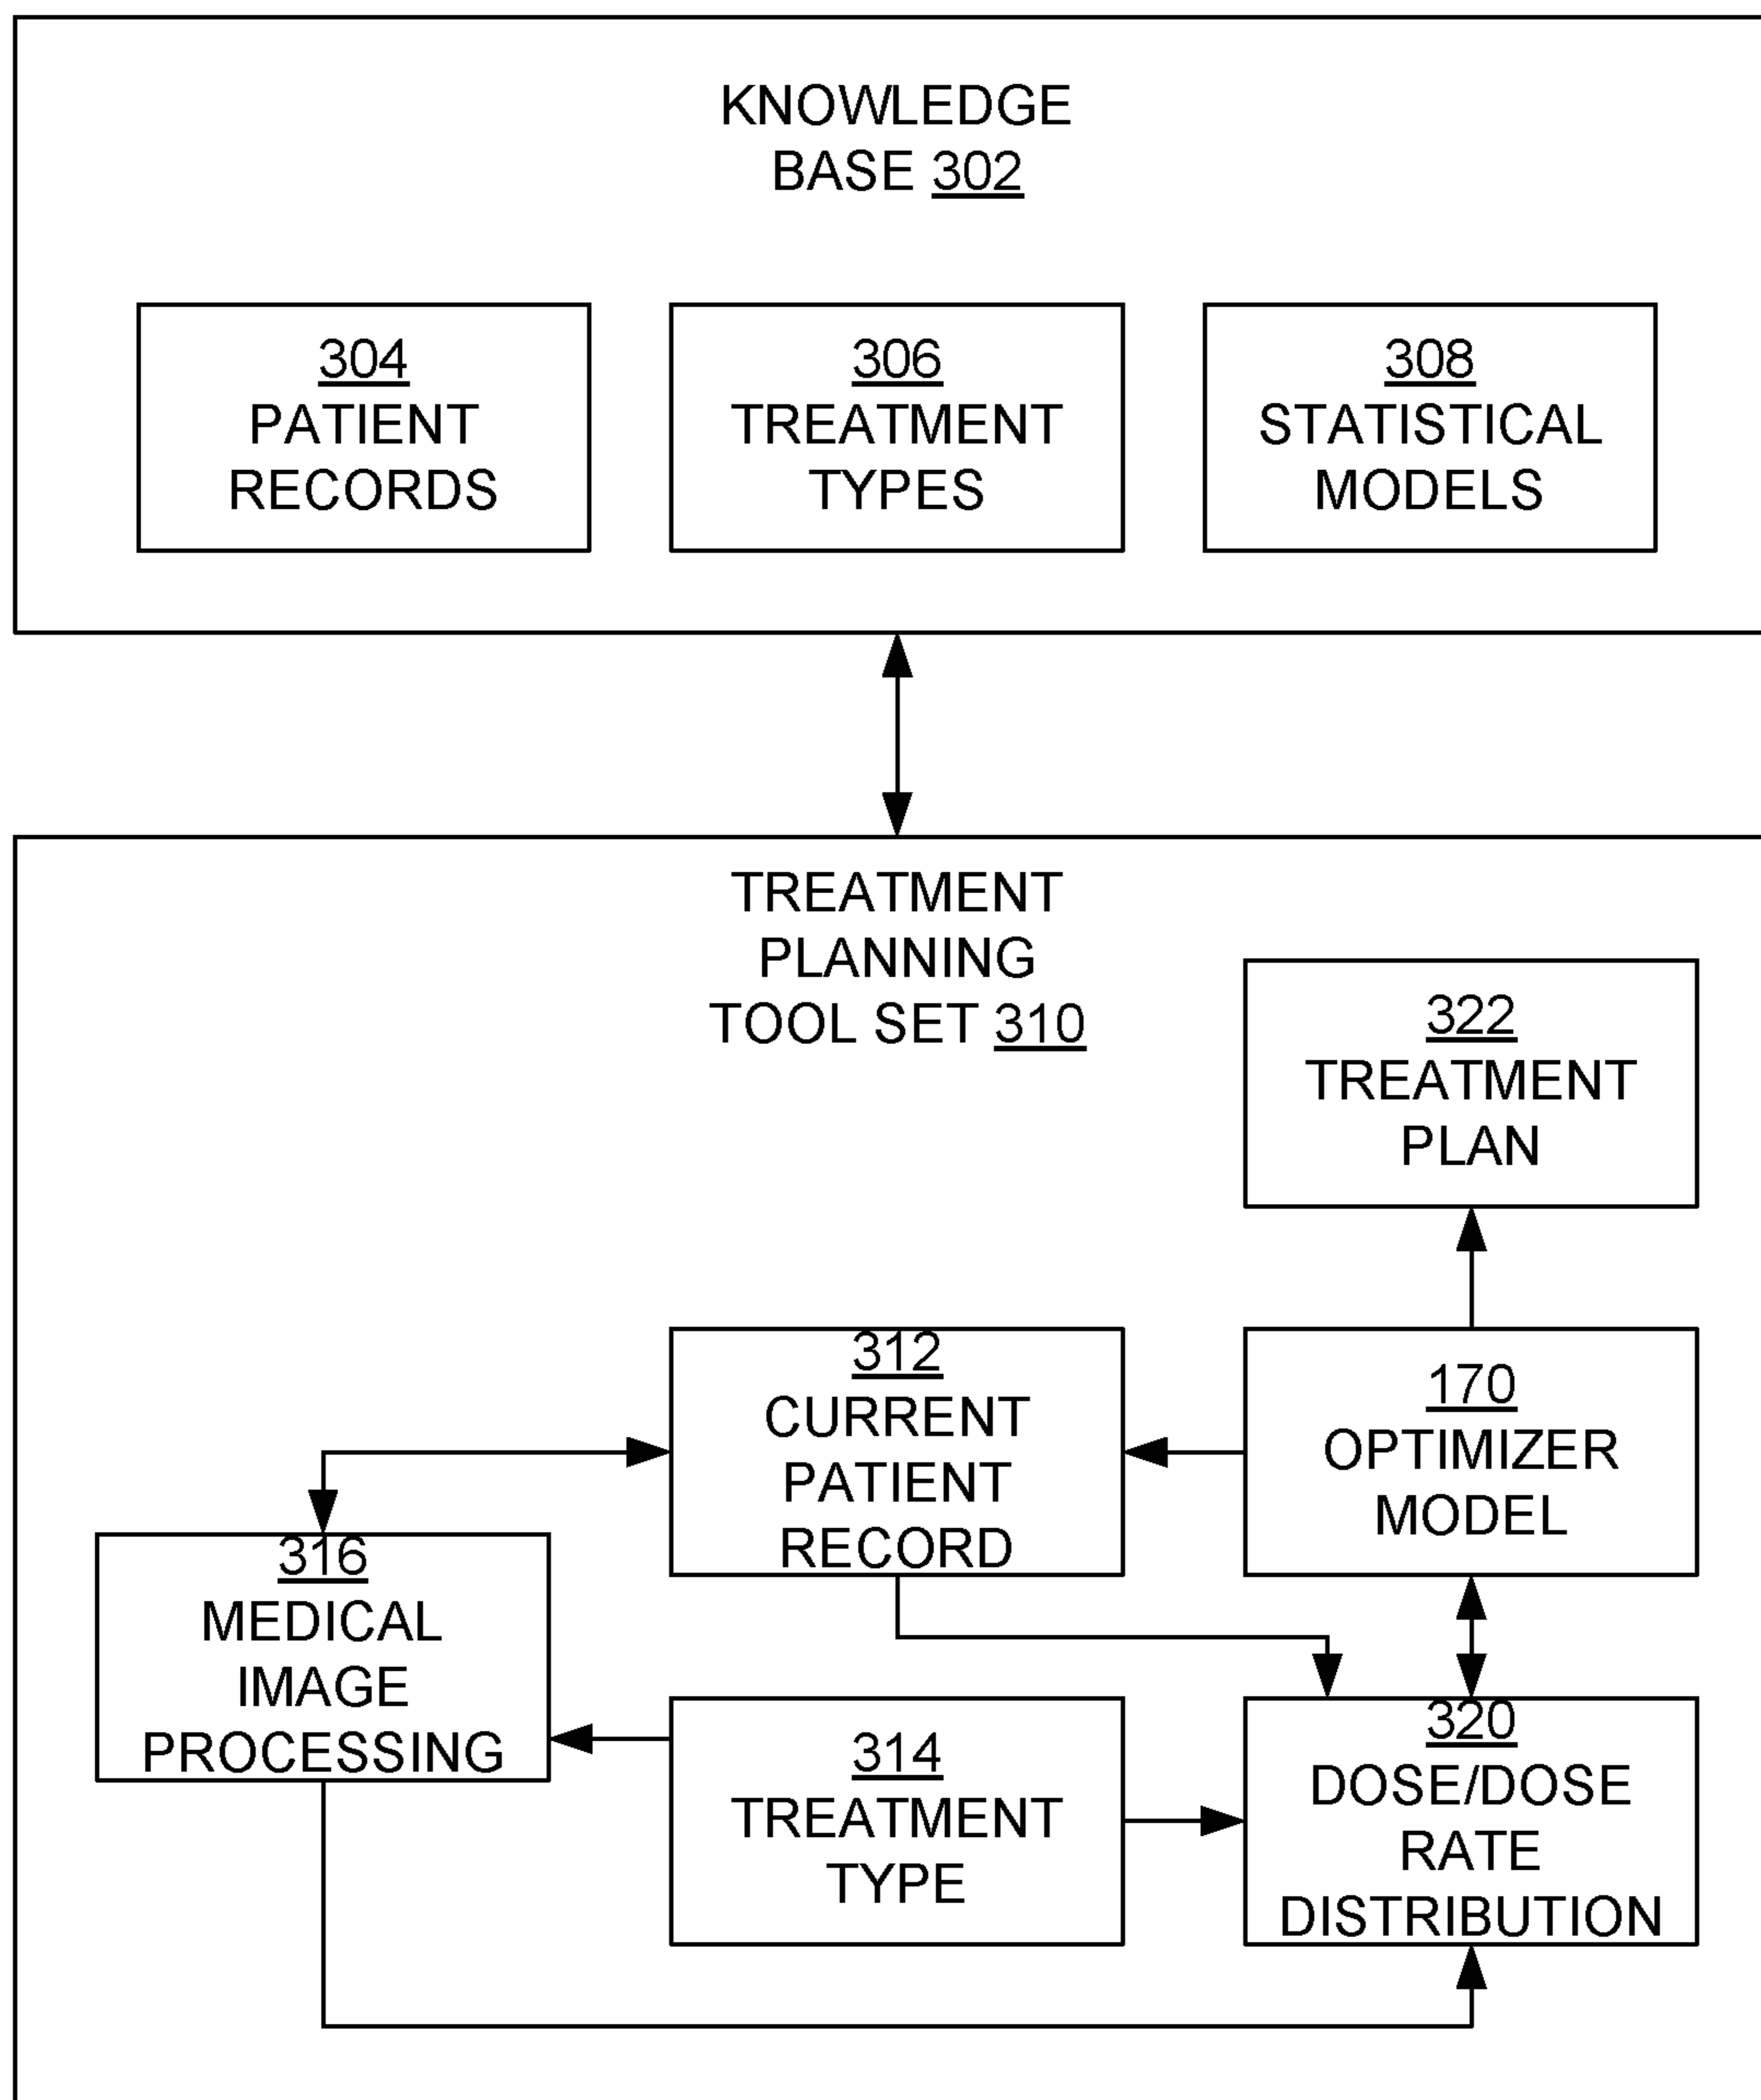 KNOWLEDGE
BASE 302
304
PATIENT
RECORDS
306
TREATMENT
TYPES
308
STATISTICAL
MODELS
TREATMENT
PLANNING
TOOL SET 310
322
TREATMENT
PLAN
312
CURRENT
PATIENT
RECORD
170
OPTIMIZER
MODEL
316
MEDICAL
IMAGE
PROCESSING
314
TREATMENT
TYPE
320
DOSE/DOSE
RATE
DISTRIBUTION